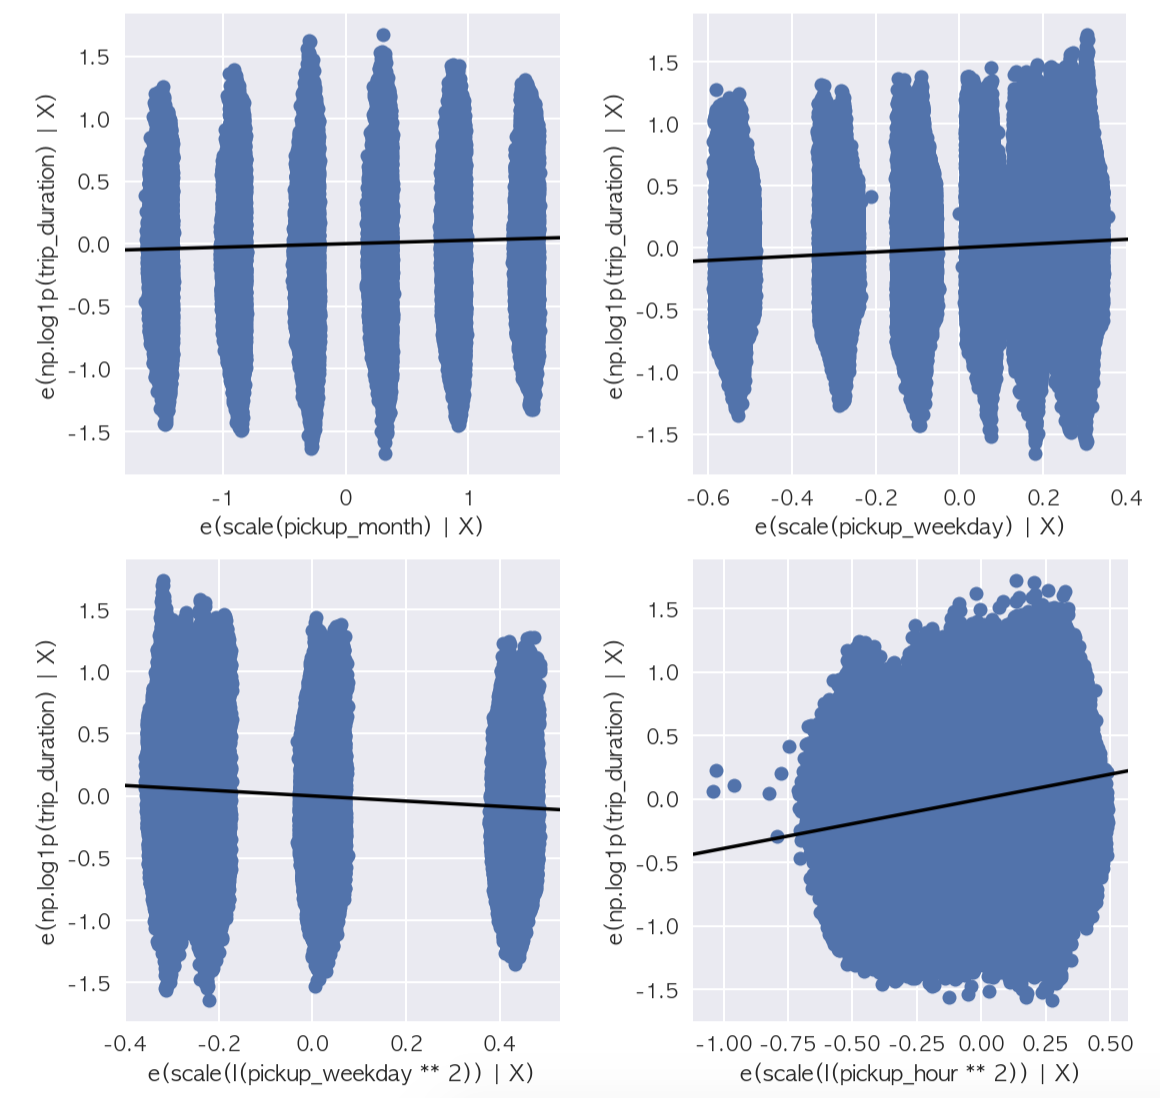 e(np.log1p(trip_duration) | X)
1.5
1.0
0.5
0.0
-0.5
-1.0
-1.5
-1 0 1
e(scale(pickup_month) | X)
e(np.log1p(trip_duration) | X)
1.5
1.0
0.5
0.0
-0.5
-1.0
-1.5
-0.6 -0.4 -0.2 0.0 0.2 0.4
e(scale(pickup_weekday) | X)
e(np.log1p(trip_duration) | X)
1.5
1.0
0.5
0.0
-0.5
-1.0
-1.5
-0.4 -0.2 0.0 0.2 0.4
e(scale(I(pickup_weekday ** 2)) | X)
e(np.log1p(trip_duration) | X)
1.5
1.0
0.5
0.0
-0.5
-1.0
-1.5
-1.00 -0.75 -0.50 -0.25 0.00 0.25 0.50
e(scale(I(pickup_hour ** 2)) | X)